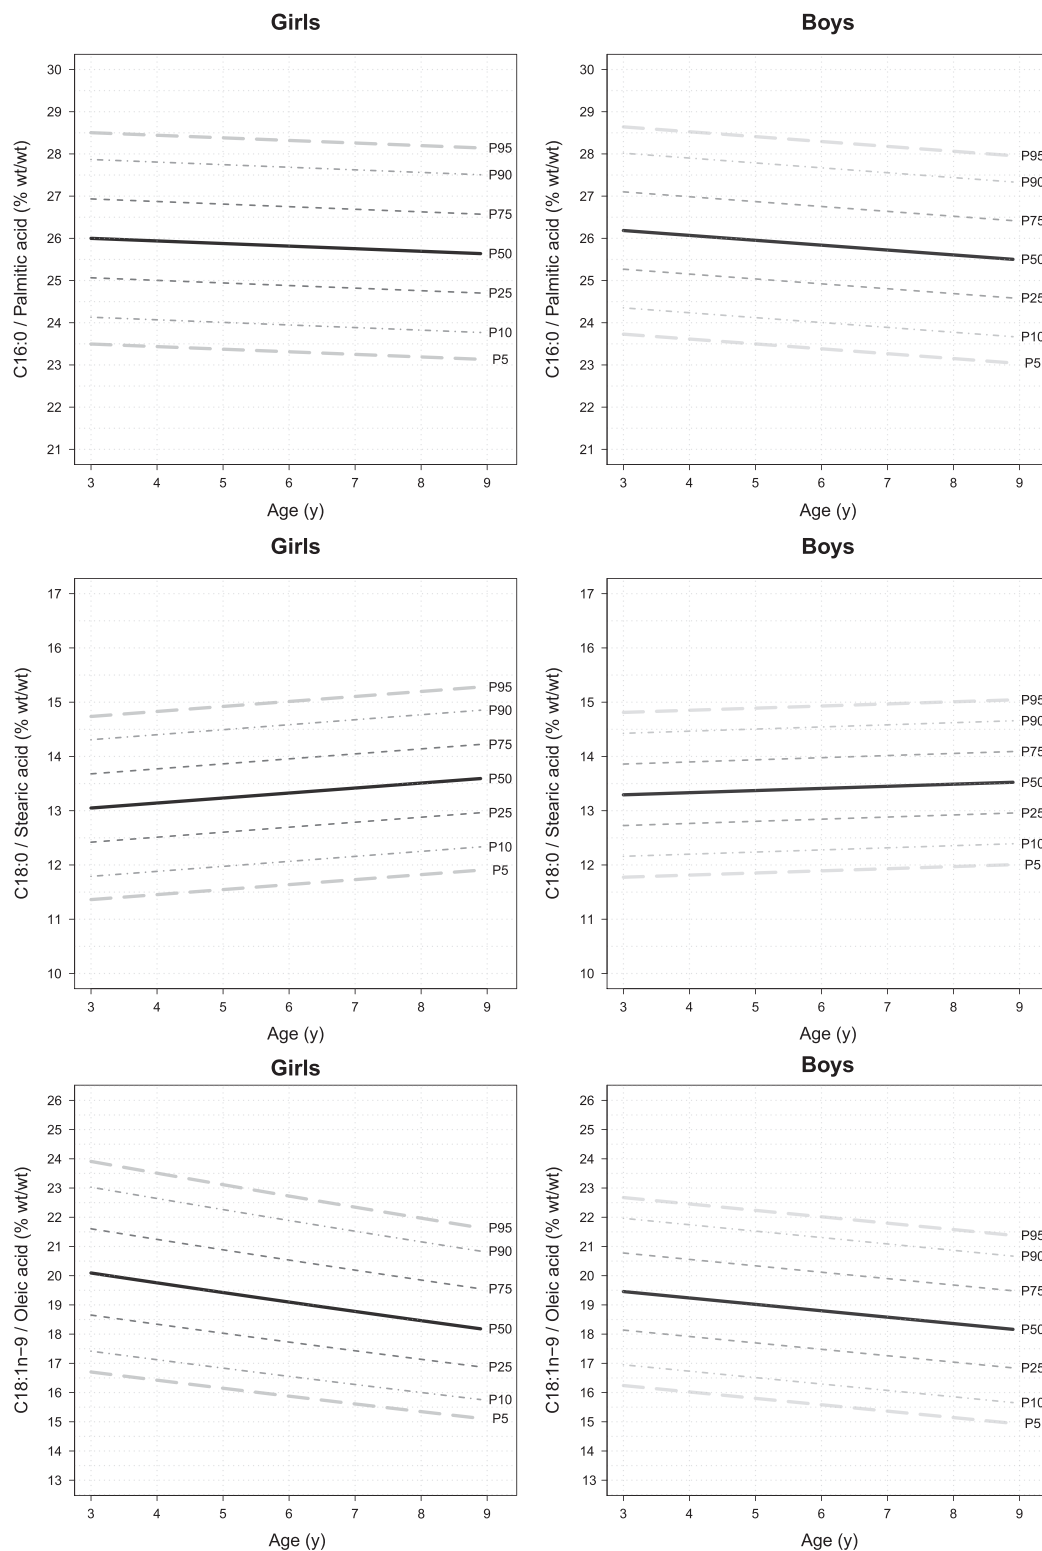 Girls
C16:0 / Palmitic acid (% wt/wt)
30
29
28
27
26
25
24
23
22
21
P95
P90
P75
P50
P25
P10
P5
3 4 5 6 7 8 9
Age (y)
Boys
C16:0 / Palmitic acid (% wt/wt)
30
29
28
27
26
25
24
23
22
21
P95
P90
P75
P50
P25
P10
P5
3 4 5 6 7 8 9
Age (y)
Girls
C18:0 / Stearic acid (% wt/wt)
17
16
15
14
13
12
11
10
P95
P90
P75
P50
P25
P10
P5
3 4 5 6 7 8 9
Age (y)
Boys
C18:0 / Stearic acid (% wt/wt)
17
16
15
14
13
12
11
10
P95
P90
P75
P50
P25
P10
P5
3 4 5 6 7 8 9
Age (y)
Girls
C18:1n−9 / Oleic acid (% wt/wt)
26
25
24
23
22
21
20
19
18
17
16
15
14
13
P95
P90
P75
P50
P25
P10
P5
3 4 5 6 7 8 9
Age (y)
Boys
C18:1n−9 / Oleic acid (% wt/wt)
26
25
24
23
22
21
20
19
18
17
16
15
14
13
P95
P90
P75
P50
P25
P10
P5
3 4 5 6 7 8 9
Age (y)